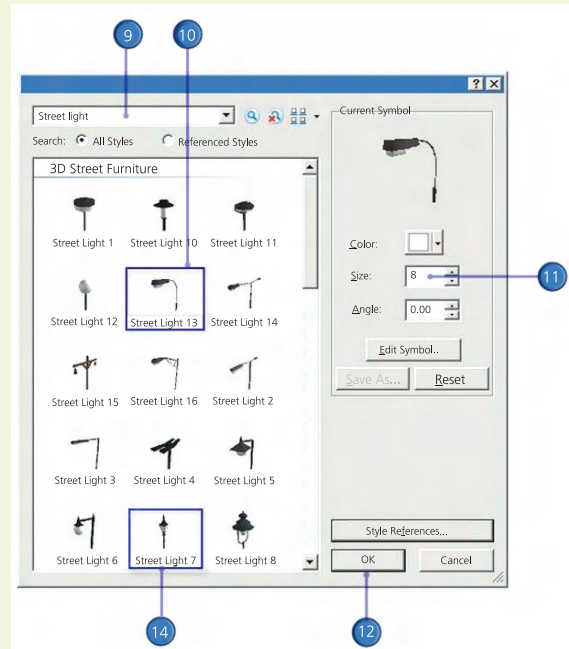 9
10
? X
Street light
Search: All Styles Referenced Styles
3D Street Furniture
Street Light 1 Street Light 10 Street Light 11
Street Light 12 Street Light 13 Street Light 14
Street Light 15 Street Light 16 Street Light 2
Street Light 3 Street Light 4 Street Light 5
Street Light 6 Street Light 7 Street Light 8
Current Symbol
Color:
Size: 8
11
Angle: 0.00
Edit Symbol..
Save As... Reset
Style References...
OK Cancel
14
12